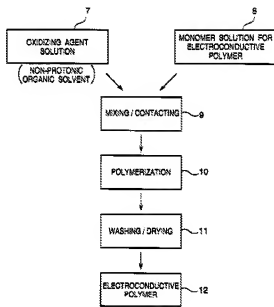 7
OXIDIZING AGENT
SOLUTION
(NON-PROTONIC
ORGANIC SOLVENT)
8
MONOMER SOLUTION FOR
ELECTROCONDUCTIVE
POLYMER
MIXING / CONTACTING
9
POLYMERIZATION
10
WASHING / DRYING
11
ELECTROCONDUCTIVE
POLYMER
12